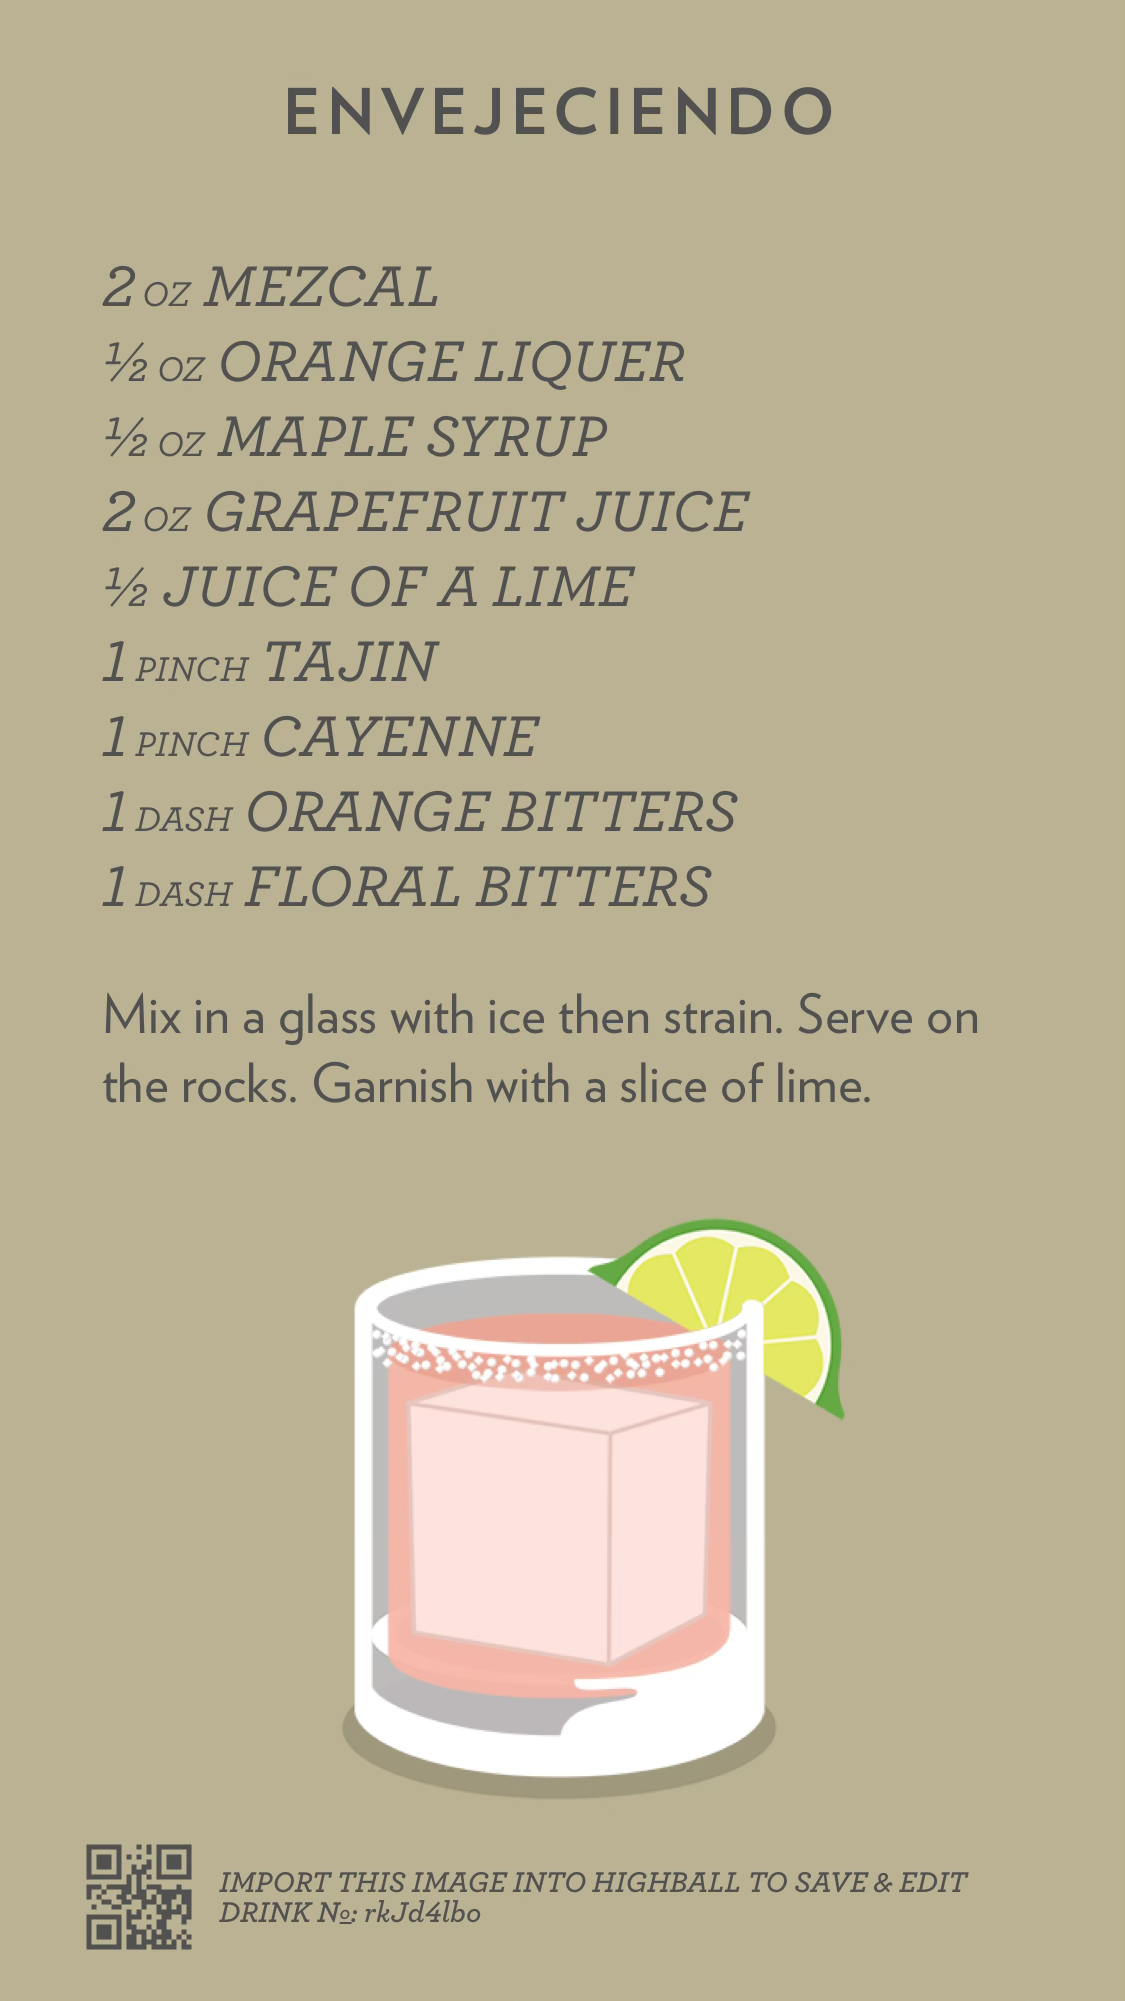 ENVEJECIENDO
2 OZ MEZCAL
½ OZ ORANGE LIQUER
½ OZ MAPLE SYRUP
2 OZ GRAPEFRUIT JUICE
½ JUICE OF A LIME
1 PINCH TAJIN
1 PINCH CAYENNE
1 DASH ORANGE BITTERS
1 DASH FLORAL BITTERS
Mix in a glass with ice then strain. Serve on
the rocks. Garnish with a slice of lime.
IMPORT THIS IMAGE INTO HIGHBALL TO SAVE & EDIT
DRINK Nº: rkJd4lbo